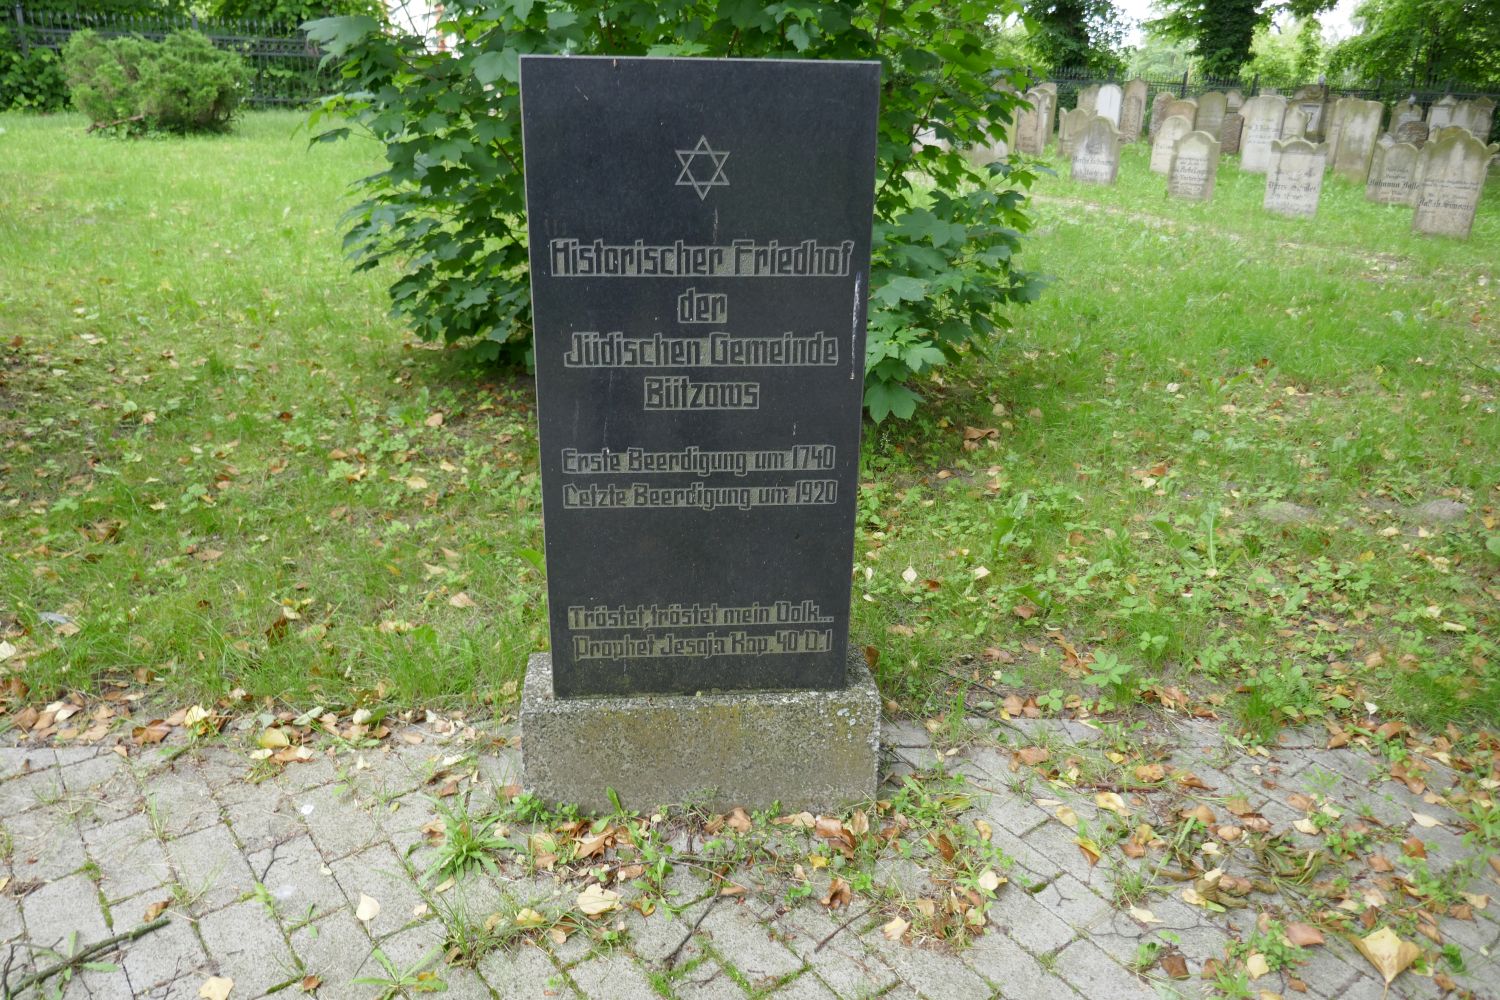 Historischer Friedhof
der
Jüdischen Gemeinde
Bützows
Erste Beerdigung um 1740
Letzte Beerdigung um 1920
Tröstet, tröstet mein Volk...
Prophet Jesaja Kap. 40 V. 1